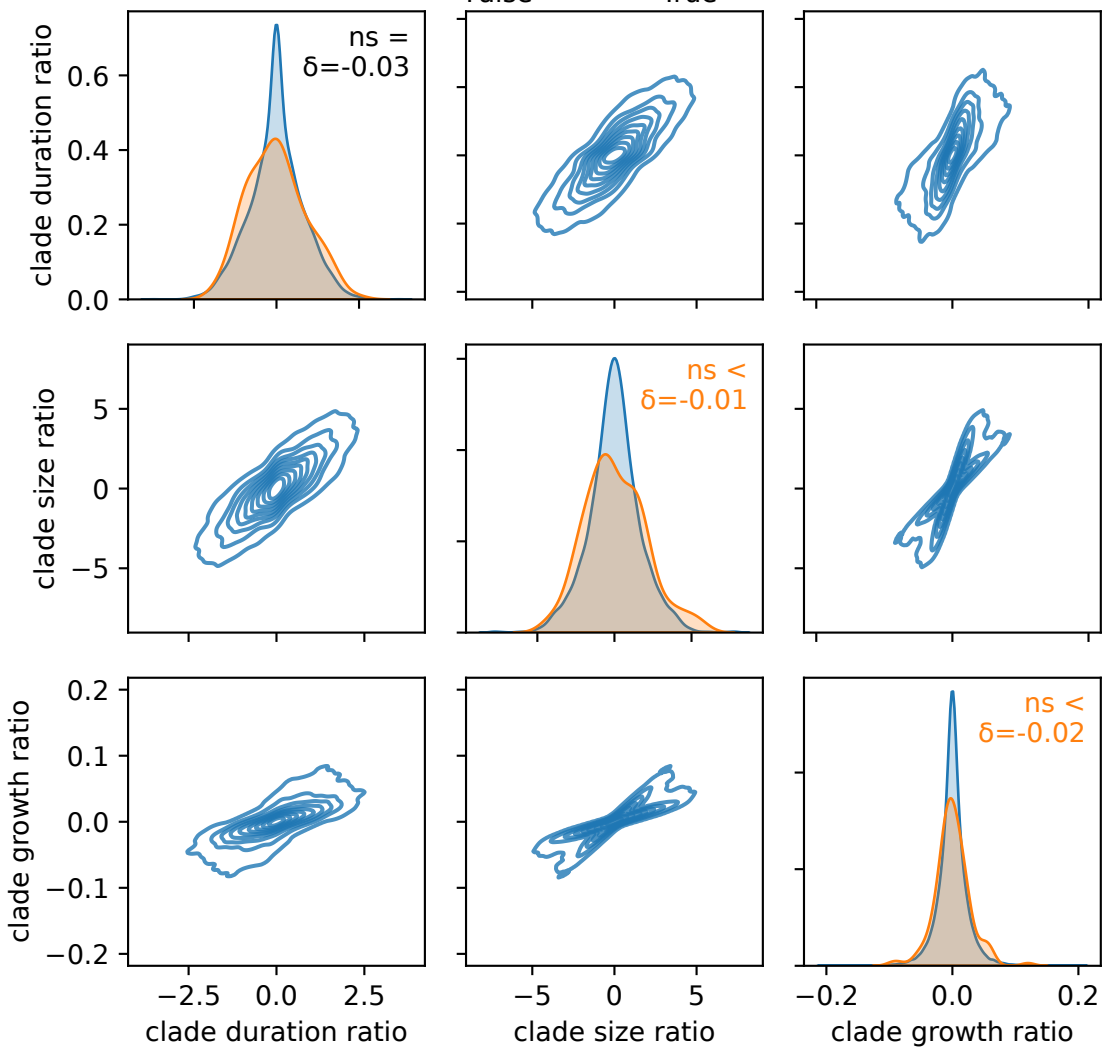 clade duration ratio
0.6
0.4
0.2
0.0
ns =
δ=-0.03
clade size ratio
5
0
−5
ns <
δ=-0.01
clade growth ratio
0.2
0.1
0.0
−0.1
−0.2
ns <
δ=-0.02
−2.5
0.0
2.5
−5
0
5
−0.2
0.0
0.2
clade duration ratio
clade size ratio
clade growth ratio